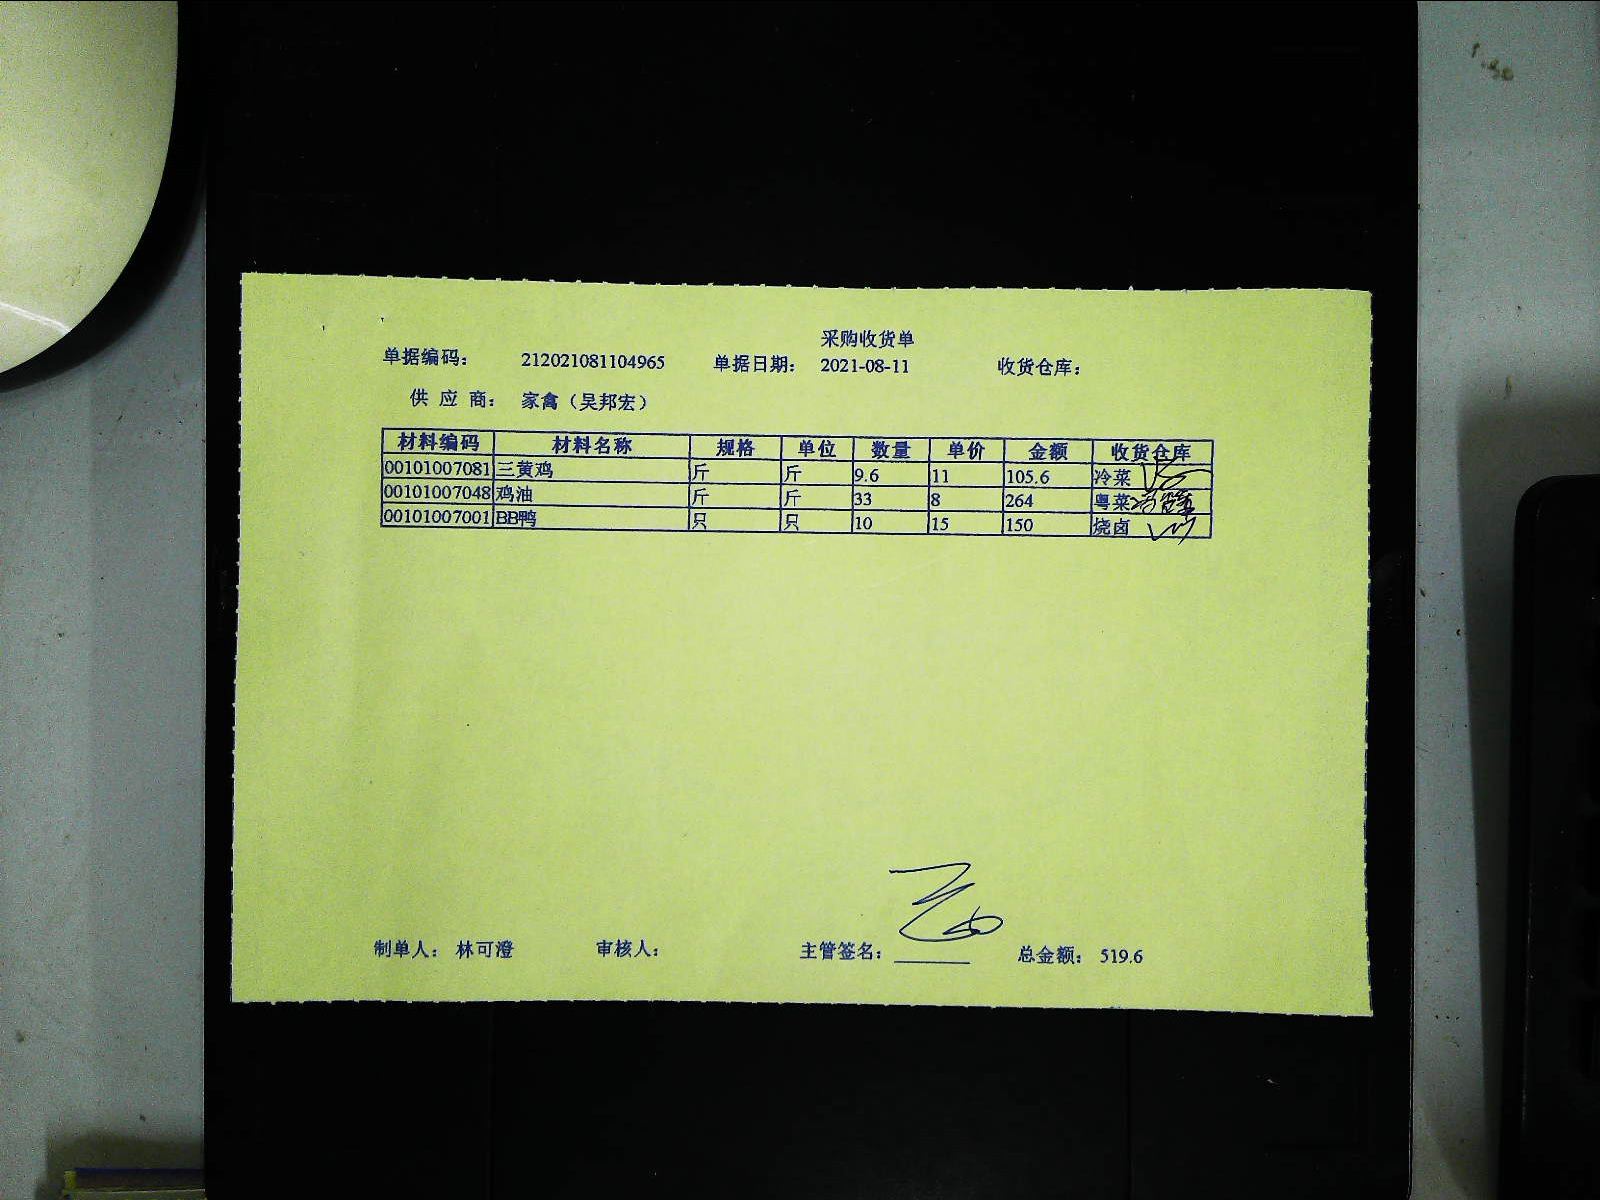 采购收货单
单据编码: 212021081104965 单据日期: 2021-08-11 收货仓库:
供 应 商: 家禽（吴邦宏）
材料编码 材料名称 规格 单位 数量 单价 金额 收货仓库
00101007081 三黄鸡 斤 斤 9.6 11 105.6 冷菜
00101007048 鸡油 斤 斤 33 8 264 粤菜
00101007001 BB鸭 只 只 10 15 150 烧卤
制单人: 林可澄 审核人: 主管签名: 总金额: 519.6